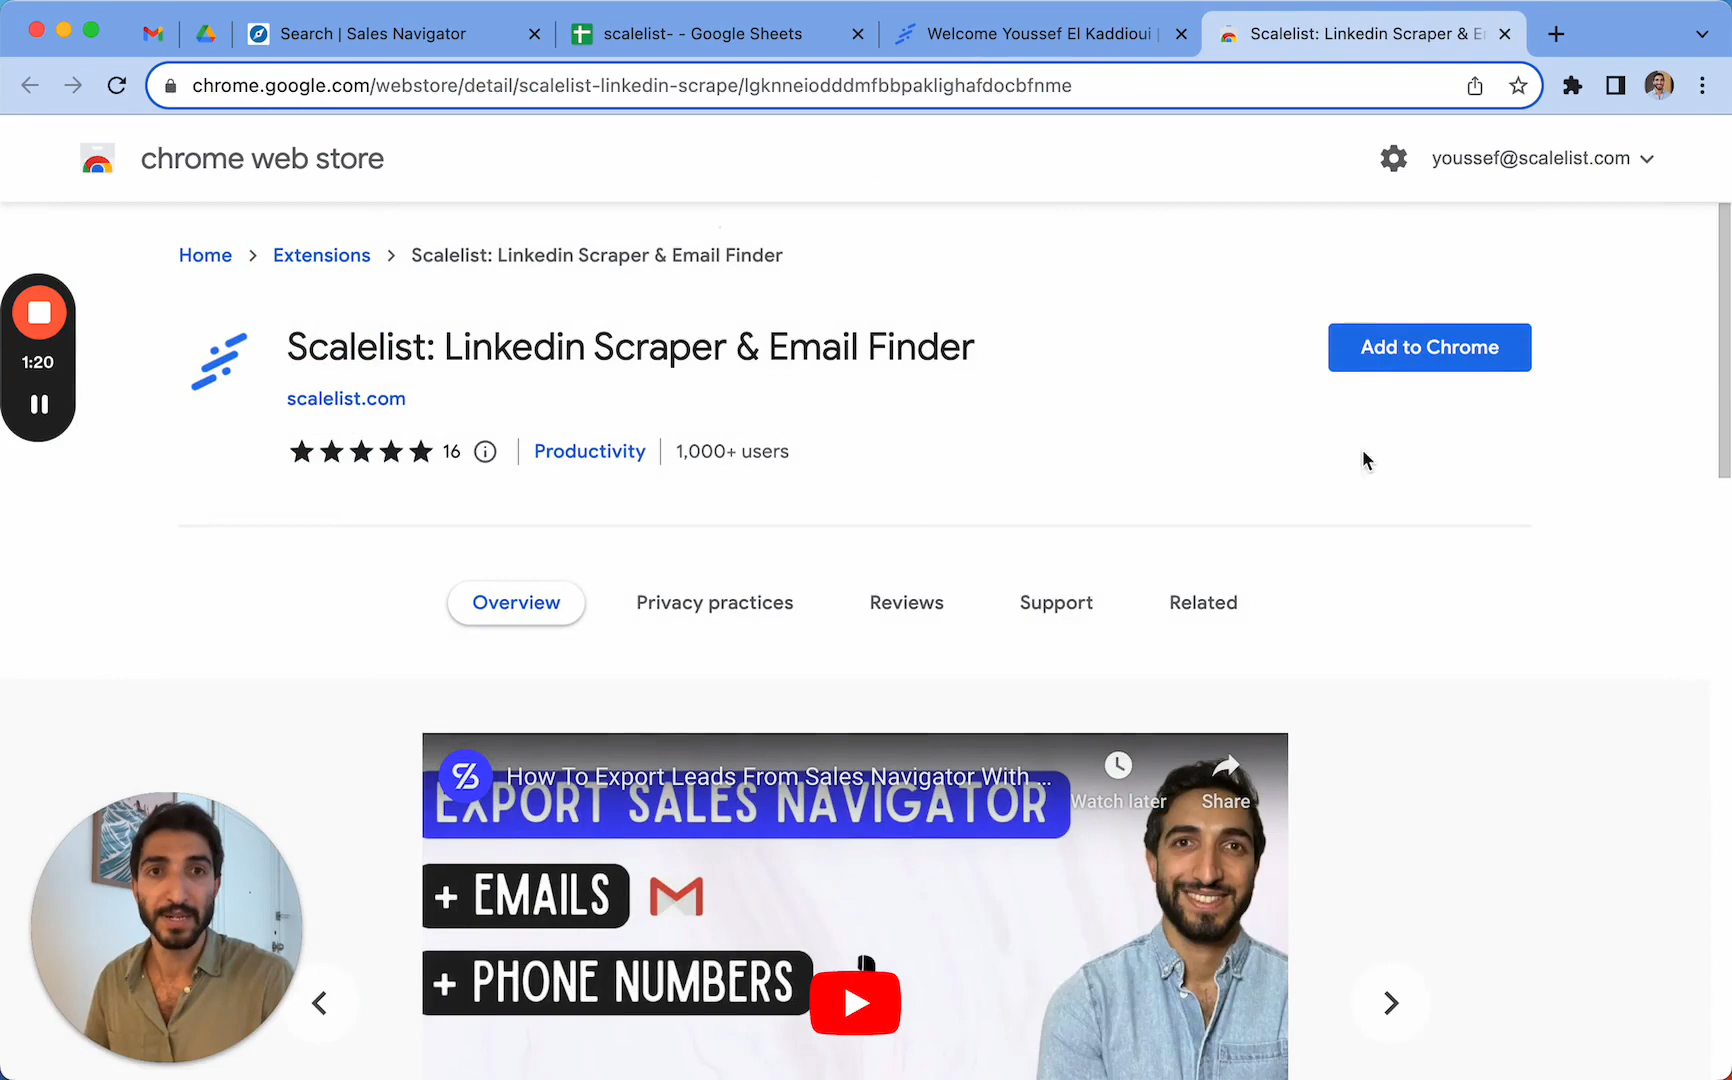 Search | Sales Navigator
scalelist- - Google Sheets
Welcome Youssef El Kaddioui |
Scalelist: Linkedin Scraper & E
chrome.google.com/webstore/detail/scalelist-linkedin-scrape/lgknneiodddmfbbpaklighafdocbfnme
chrome web store
youssef@scalelist.com
Home > Extensions > Scalelist: Linkedin Scraper & Email Finder
1:20
Scalelist: Linkedin Scraper & Email Finder
Add to Chrome
scalelist.com
16
Productivity
1,000+ users
Overview
Privacy practices
Reviews
Support
Related
How To Export Leads From Sales Navigator With ...
Watch later
Share
EXPORT SALES NAVIGATOR
+ EMAILS
+ PHONE NUMBERS